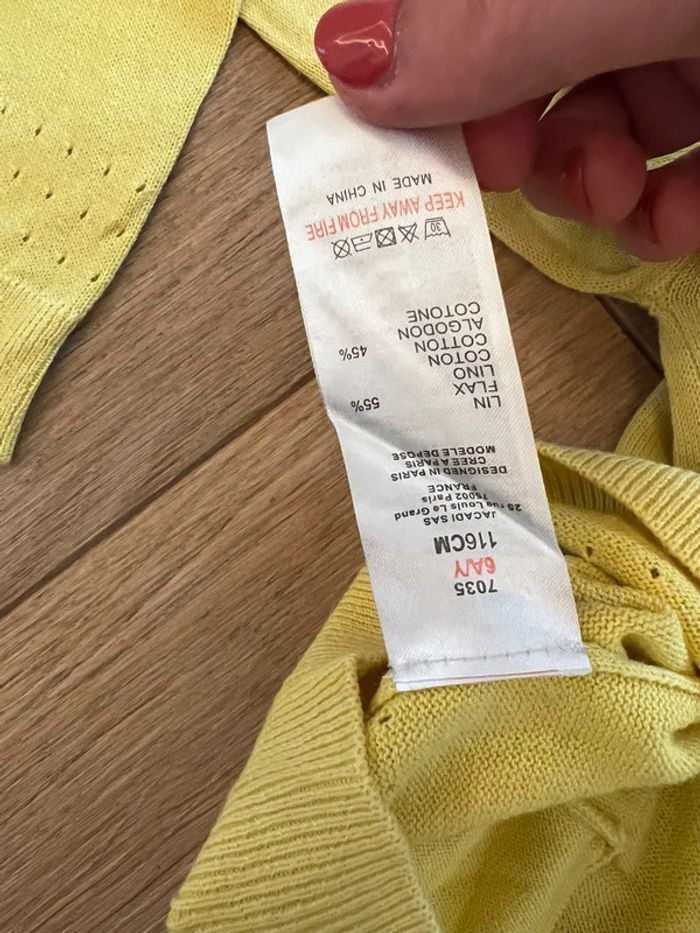 7035
6A/Y
116CM
JACADI SAS
25 rue Louis Le Grand
75002 Paris
FRANCE
DESIGNED IN PARIS
CREE A PARIS
MODELE DEPOSE
LIN 55%
FLAX
LINO
COTON 45%
COTTON
ALGODON
COTONE
30
KEEP AWAY FROM FIRE
MADE IN CHINA